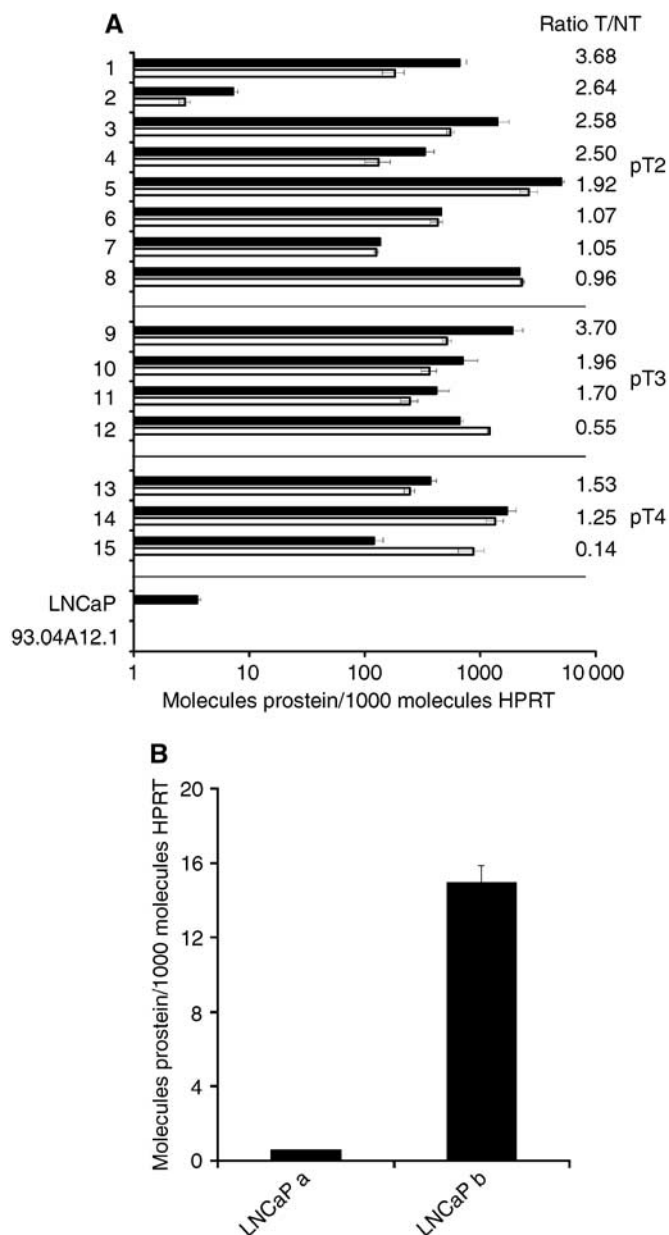 A
Ratio T/NT
1 3.68
2 2.64
3 2.58
4 2.50
pT2
5 1.92
6 1.07
7 1.05
8 0.96
9 3.70
10 1.96
pT3
11 1.70
12 0.55
13 1.53
14 1.25 pT4
15 0.14
LNCaP
93.04A12.1
1 10 100 1000 10 000
Molecules prostein/1000 molecules HPRT
B
Molecules prostein/1000 molecules HPRT
20
16
12
8
4
0
LNCaP a
LNCaP b